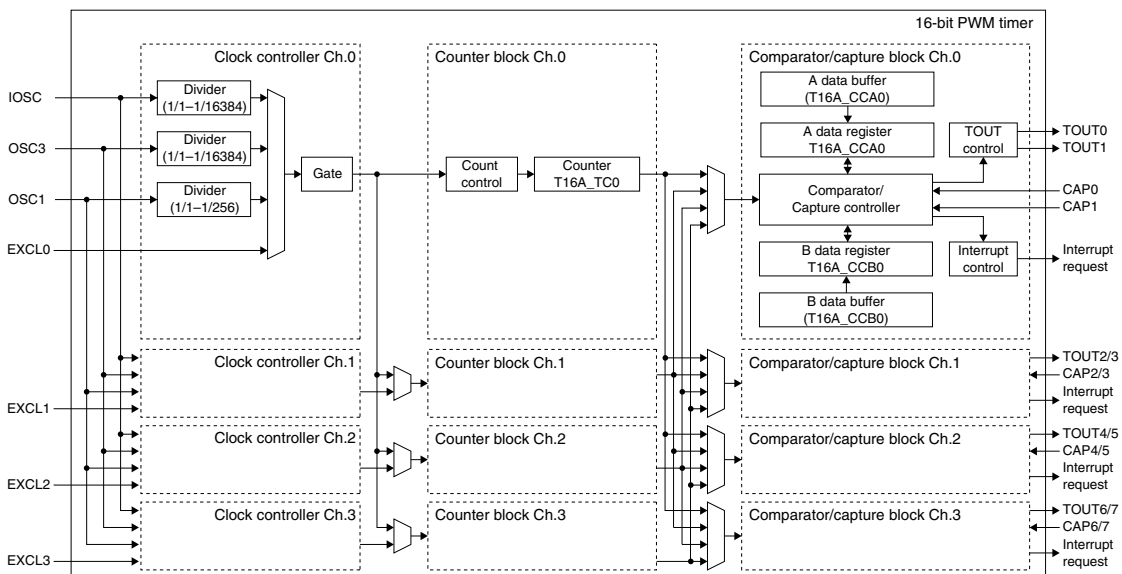 16-bit PWM timer
Clock controller Ch.0
Counter block Ch.0
Comparator/capture block Ch.0
IOSC
Divider
(1/1–1/16384)
OSC3
Divider
(1/1–1/16384)
OSC1
Divider
(1/1–1/256)
EXCL0
Gate
Count
control
Counter
T16A_TC0
A data buffer
(T16A_CCA0)
A data register
T16A_CCA0
Comparator/
Capture controller
B data register
T16A_CCB0
B data buffer
(T16A_CCB0)
TOUT
control
Interrupt
control
TOUT0
TOUT1
CAP0
CAP1
Interrupt
request
Clock controller Ch.1
Counter block Ch.1
Comparator/capture block Ch.1
EXCL1
TOUT2/3
CAP2/3
Interrupt
request
Clock controller Ch.2
Counter block Ch.2
Comparator/capture block Ch.2
EXCL2
TOUT4/5
CAP4/5
Interrupt
request
Clock controller Ch.3
Counter block Ch.3
Comparator/capture block Ch.3
EXCL3
TOUT6/7
CAP6/7
Interrupt
request